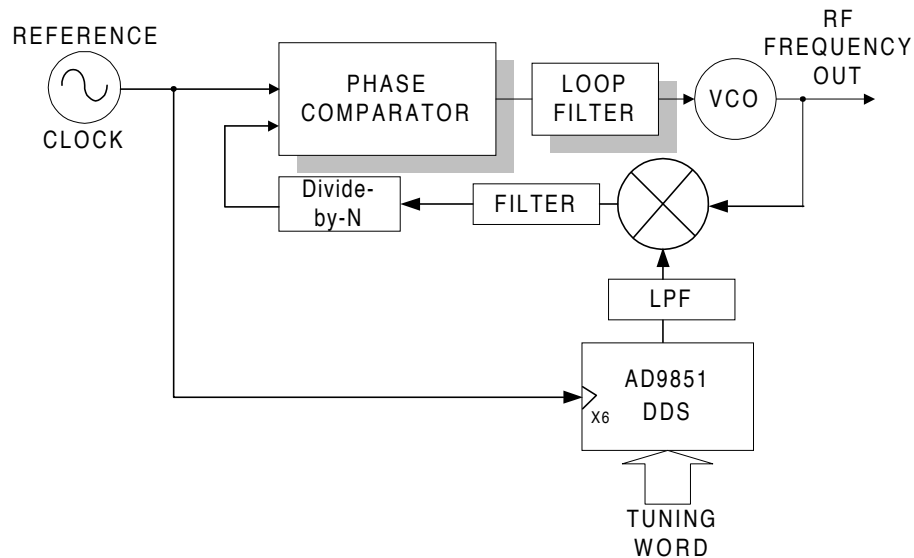 REFERENCE
CLOCK
PHASE
COMPARATOR
LOOP
FILTER
VCO
RF
FREQUENCY
OUT
Divide-
by-N
FILTER
LPF
AD9851
DDS
X6
TUNING
WORD